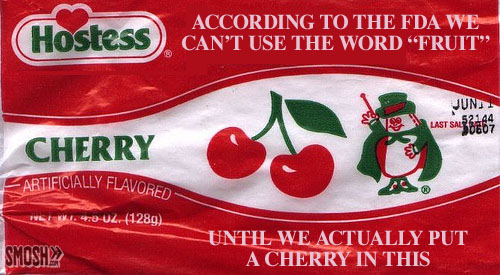 Hostess®
ACCORDING TO THE FDA WE
CAN'T USE THE WORD “FRUIT”
JUN 11
LAST SALE
CHERRY
ARTIFICIALLY FLAVORED
®
NET WT. 4.5 OZ. (128g)
UNTIL WE ACTUALLY PUT
A CHERRY IN THIS
SMOSH